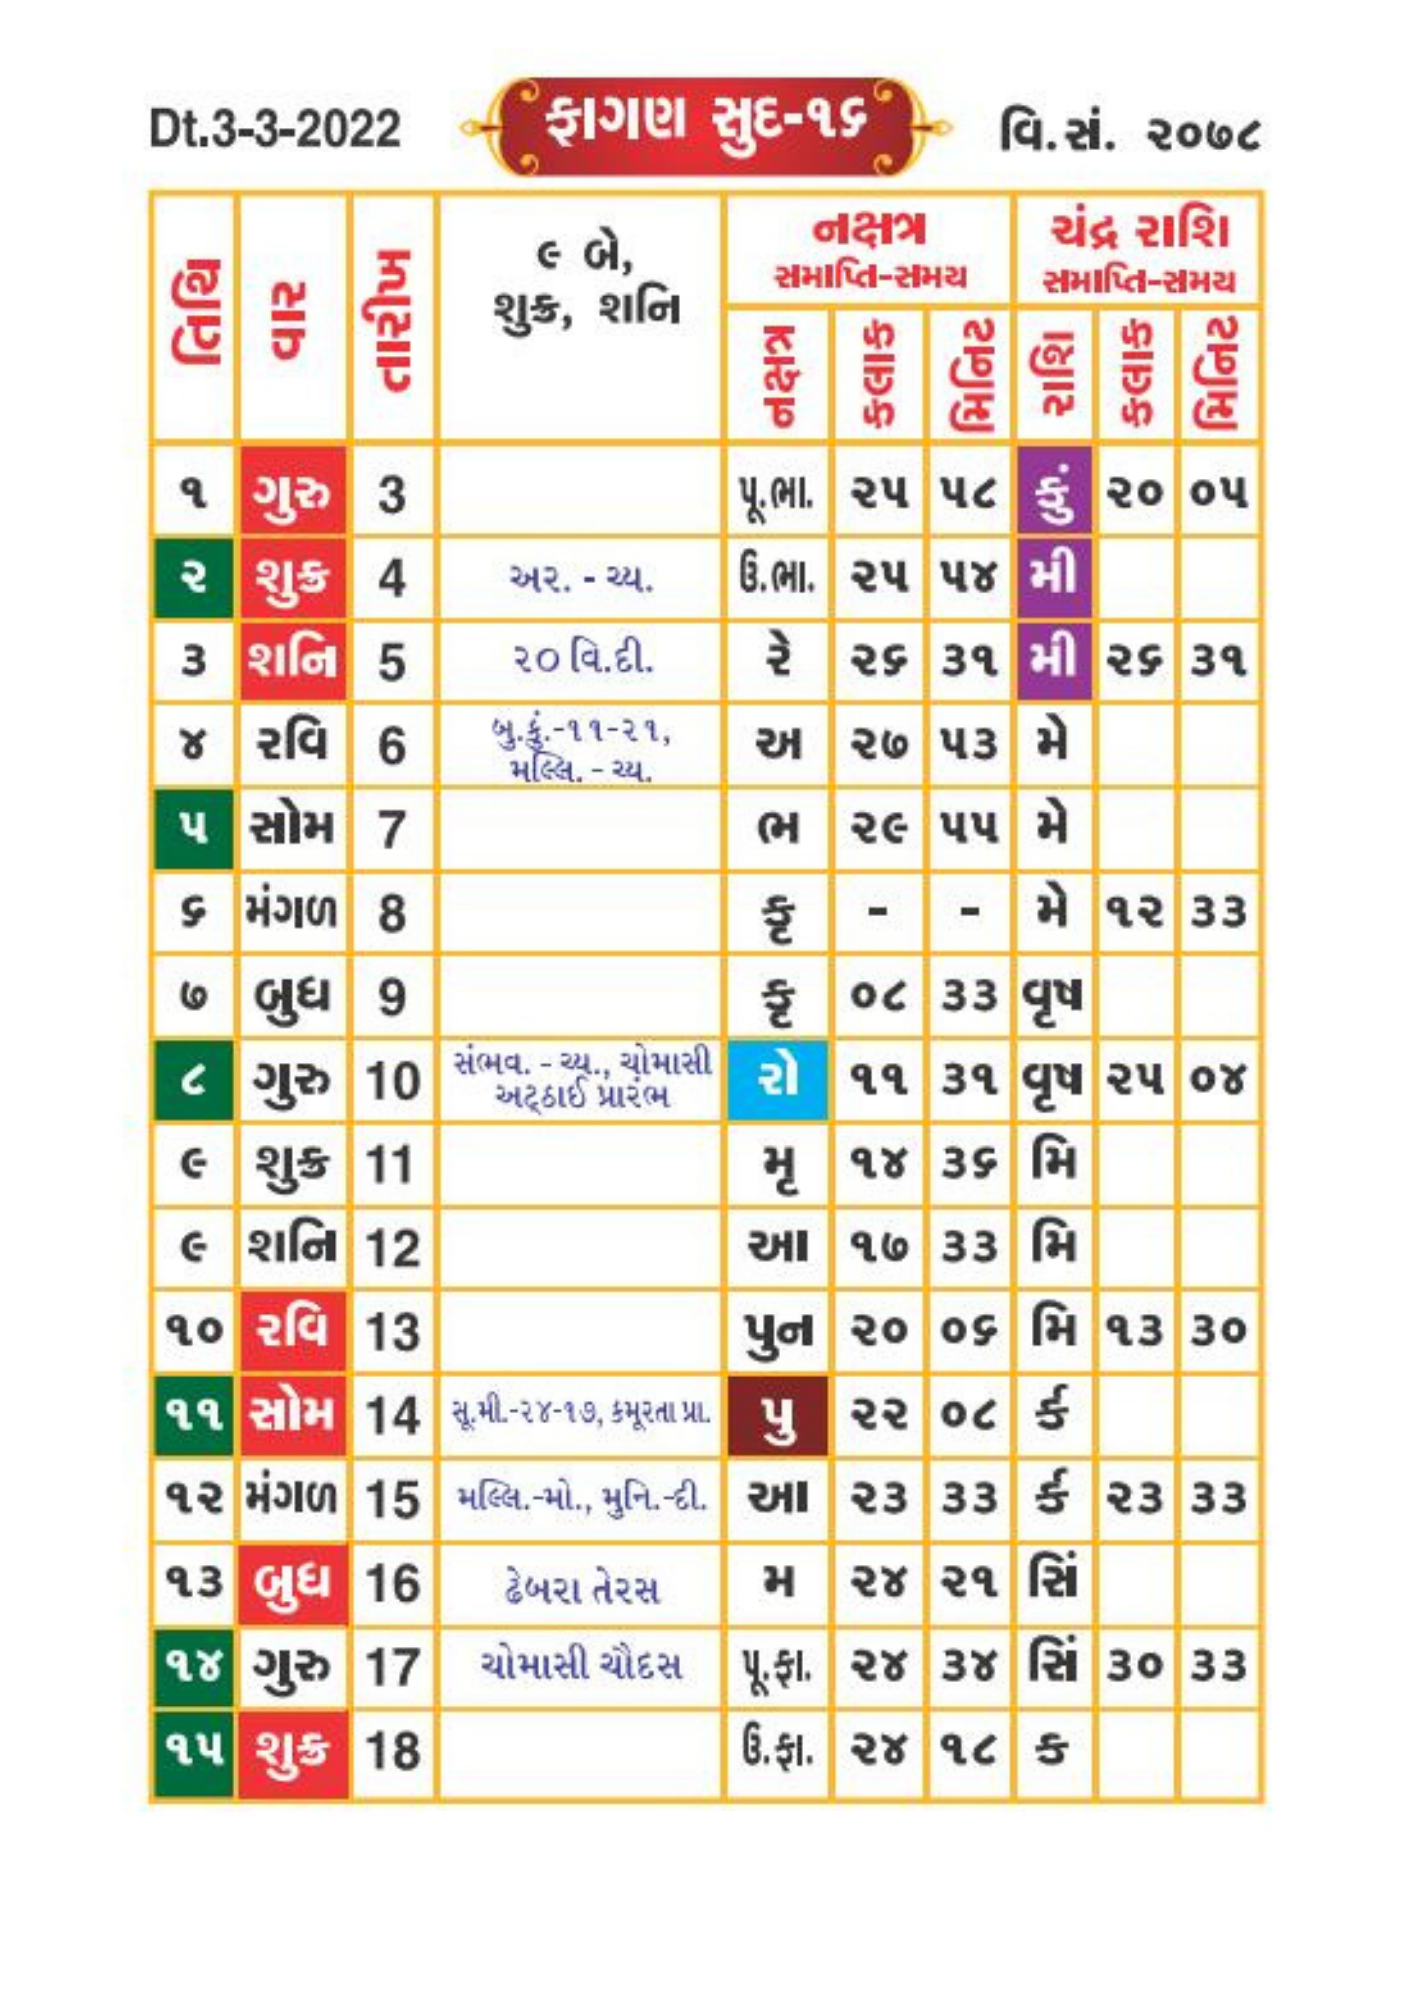 Dt.3-3-2022 ફાગણ સુદ-૧૬ વિ.સં. ૨૦૭૮
તિથિ વાર તારીખ ૯ બે, શુક્ર, શનિ નક્ષત્ર સમાપ્તિ-સમય ચંદ્ર રાશિ સમાપ્તિ-સમય
નક્ષત્ર કલાક મિનિટ રાશિ કલાક મિનિટ
૧ ગુરુ 3 પૂ.ભા. ૨૫ ૫૮ કું ૨૦ ૦૫
૨ શુક્ર 4 અર. - ચ્ય. ઉ.ભા. ૨૫ ૫૪ મી
૩ શનિ 5 ૨૦ વિ.દી. રે ૨૬ ૩૧ મી ૨૬ ૩૧
૪ રવિ 6 બુ.કું.-૧૧-૨૧, મલ્લિ. - ચ્ય. અ ૨૭ ૫૩ મે
૫ સોમ 7 ભ ૨૯ ૫૫ મે
૬ મંગળ 8 કૃ - - મે ૧૨ ૩૩
૭ બુધ 9 કૃ ૦૮ ૩૩ વૃષ
૮ ગુરુ 10 સંભવ. - ચ્ય., ચોમાસી અટ્ઠાઈ પ્રારંભ રો ૧૧ ૩૧ વૃષ ૨૫ ૦૪
૯ શુક્ર 11 મૃ ૧૪ ૩૬ મિ
૯ શનિ 12 આ ૧૭ ૩૩ મિ
૧૦ રવિ 13 પુન ૨૦ ૦૬ મિ ૧૩ ૩૦
૧૧ સોમ 14 સૂ.મી.-૨૪-૧૭, કમૂરતા પ્રા. પુ ૨૨ ૦૮ ર્ક
૧૨ મંગળ 15 મલ્લિ.-મો., મુનિ.-દી. આ ૨૩ ૩૩ ર્ક ૨૩ ૩૩
૧૩ બુધ 16 ઢેબરા તેરસ મ ૨૪ ૨૧ સિં
૧૪ ગુરુ 17 ચોમાસી ચૌદસ પૂ.ફા. ૨૪ ૩૪ સિં ૩૦ ૩૩
૧૫ શુક્ર 18 ઉ.ફા. ૨૪ ૧૮ ક